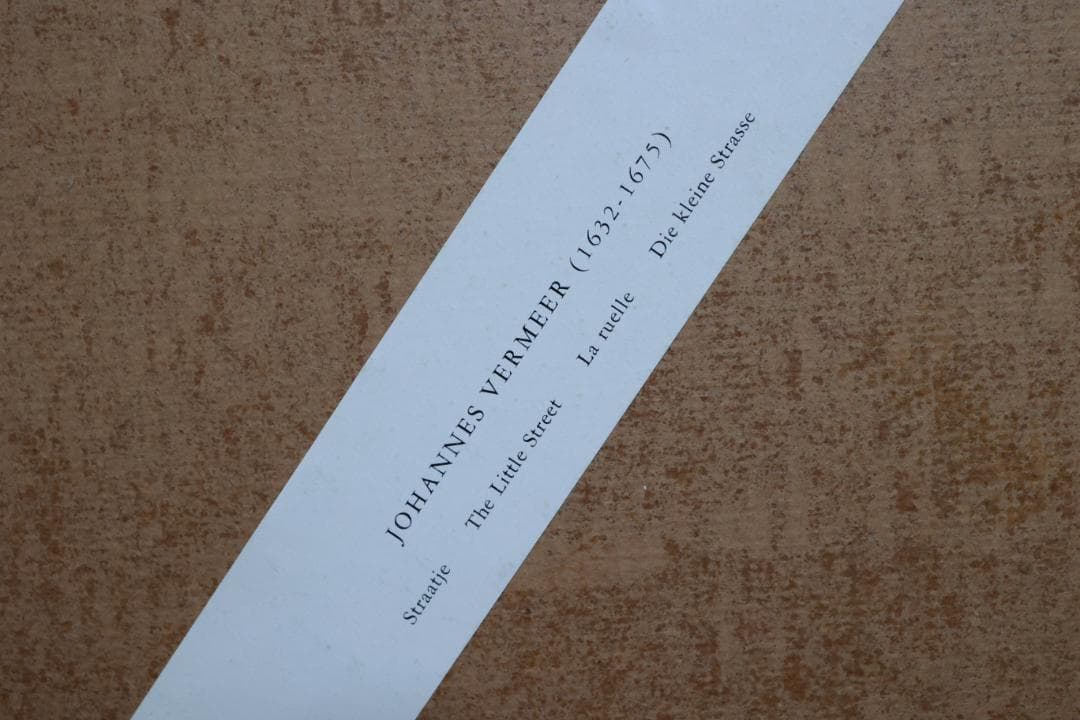 JOHANNES VERMEER (1632-1675)
Straatje The Little Street La ruelle Die kleine Strasse